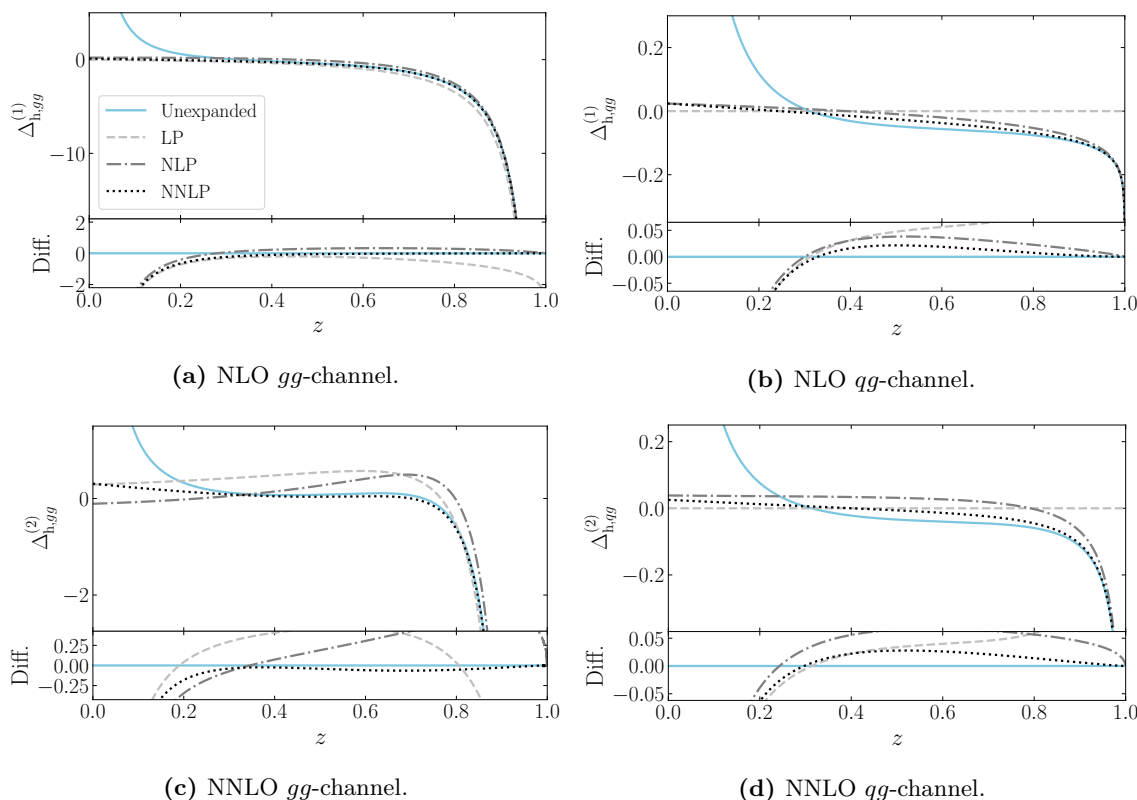 0
−10
Δ(1)h,gg
Unexpanded
LP
NLP
NNLP
2
0
−2
Diff.
0.0 0.2 0.4 0.6 0.8 1.0
z
(a) NLO gg-channel.
0.2
0.0
−0.2
Δ(1)h,qg
0.05
0.00
−0.05
Diff.
0.0 0.2 0.4 0.6 0.8 1.0
z
(b) NLO qg-channel.
0
−2
Δ(2)h,gg
0.25
0.00
−0.25
Diff.
0.0 0.2 0.4 0.6 0.8 1.0
z
(c) NNLO gg-channel.
0.2
0.0
−0.2
Δ(2)h,gg
0.05
0.00
−0.05
Diff.
0.0 0.2 0.4 0.6 0.8 1.0
z
(d) NNLO qg-channel.